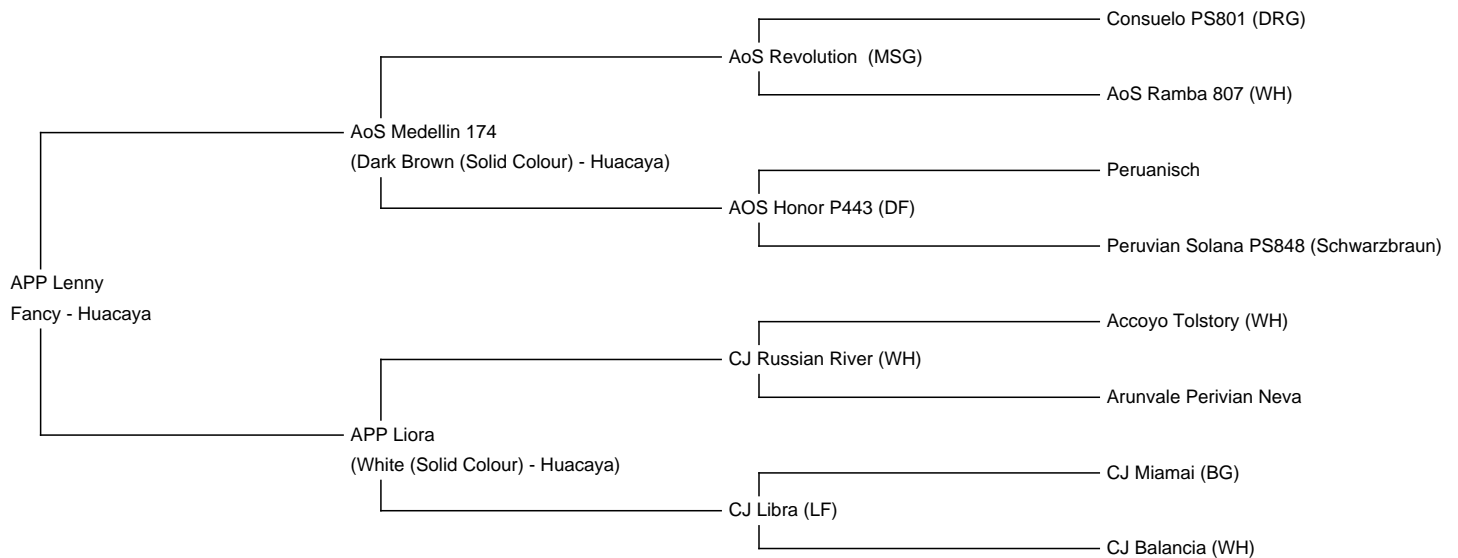 Consuelo PS801 (DRG)
AoS Revolution  (MSG)
AoS Ramba 807 (WH)
AoS Medellin 174
(Dark Brown (Solid Colour) - Huacaya)
Peruanisch
AOS Honor P443 (DF)
Peruvian Solana PS848 (Schwarzbraun)
APP Lenny
Fancy - Huacaya
Accoyo Tolstory (WH)
CJ Russian River (WH)
Arunvale Perivian Neva
APP Liora
(White (Solid Colour) - Huacaya)
CJ Miamai (BG)
CJ Libra (LF)
CJ Balancia (WH)